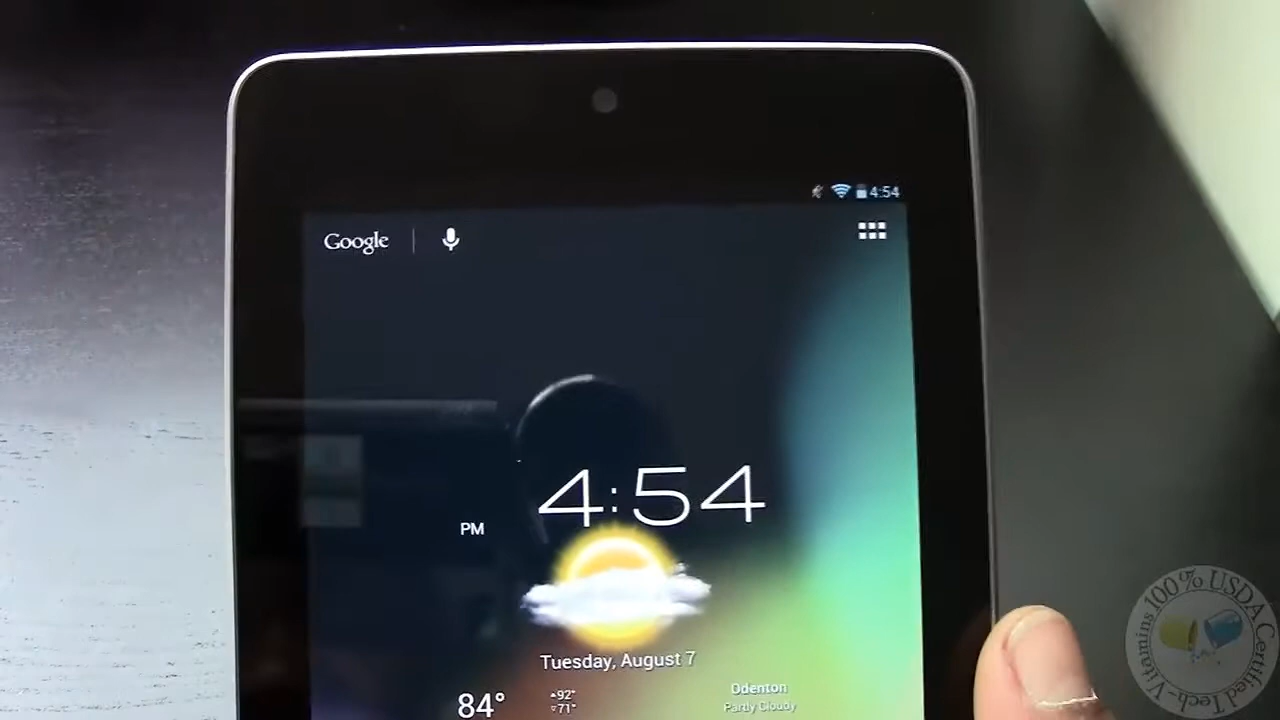 4:54
Google
4:54
PM
Tuesday, August 7
84° ▲92° Odenton
▽71° Partly Cloudy
100% USDA Certified Tech-Vitamins